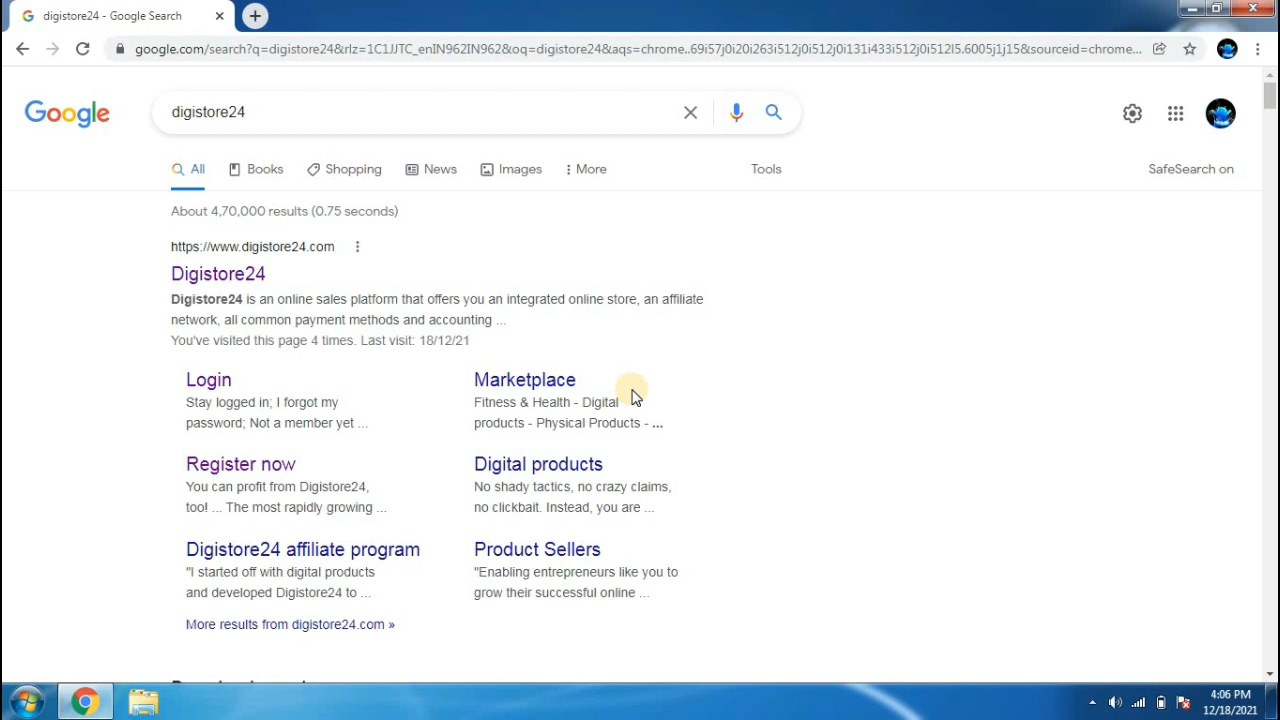 digistore24 - Google Search
google.com/search?q=digistore24&rlz=1C1JJTC_enIN962IN962&oq=digistore24&aqs=chrome..69i57j0i20i263i512j0i512j0i131i433i512j0i512l5.6005j1j15&sourceid=chrome...
Google
digistore24
All Books Shopping News Images More Tools SafeSearch on
About 4,70,000 results (0.75 seconds)
https://www.digistore24.com
Digistore24
Digistore24 is an online sales platform that offers you an integrated online store, an affiliate
network, all common payment methods and accounting ...
You've visited this page 4 times. Last visit: 18/12/21
Login
Stay logged in; I forgot my
password; Not a member yet ...
Marketplace
Fitness & Health - Digital
products - Physical Products - ...
Register now
You can profit from Digistore24,
too! ... The most rapidly growing ...
Digital products
No shady tactics, no crazy claims,
no clickbait. Instead, you are ...
Digistore24 affiliate program
"I started off with digital products
and developed Digistore24 to ...
Product Sellers
"Enabling entrepreneurs like you to
grow their successful online ...
More results from digistore24.com »
4:06 PM
12/18/2021